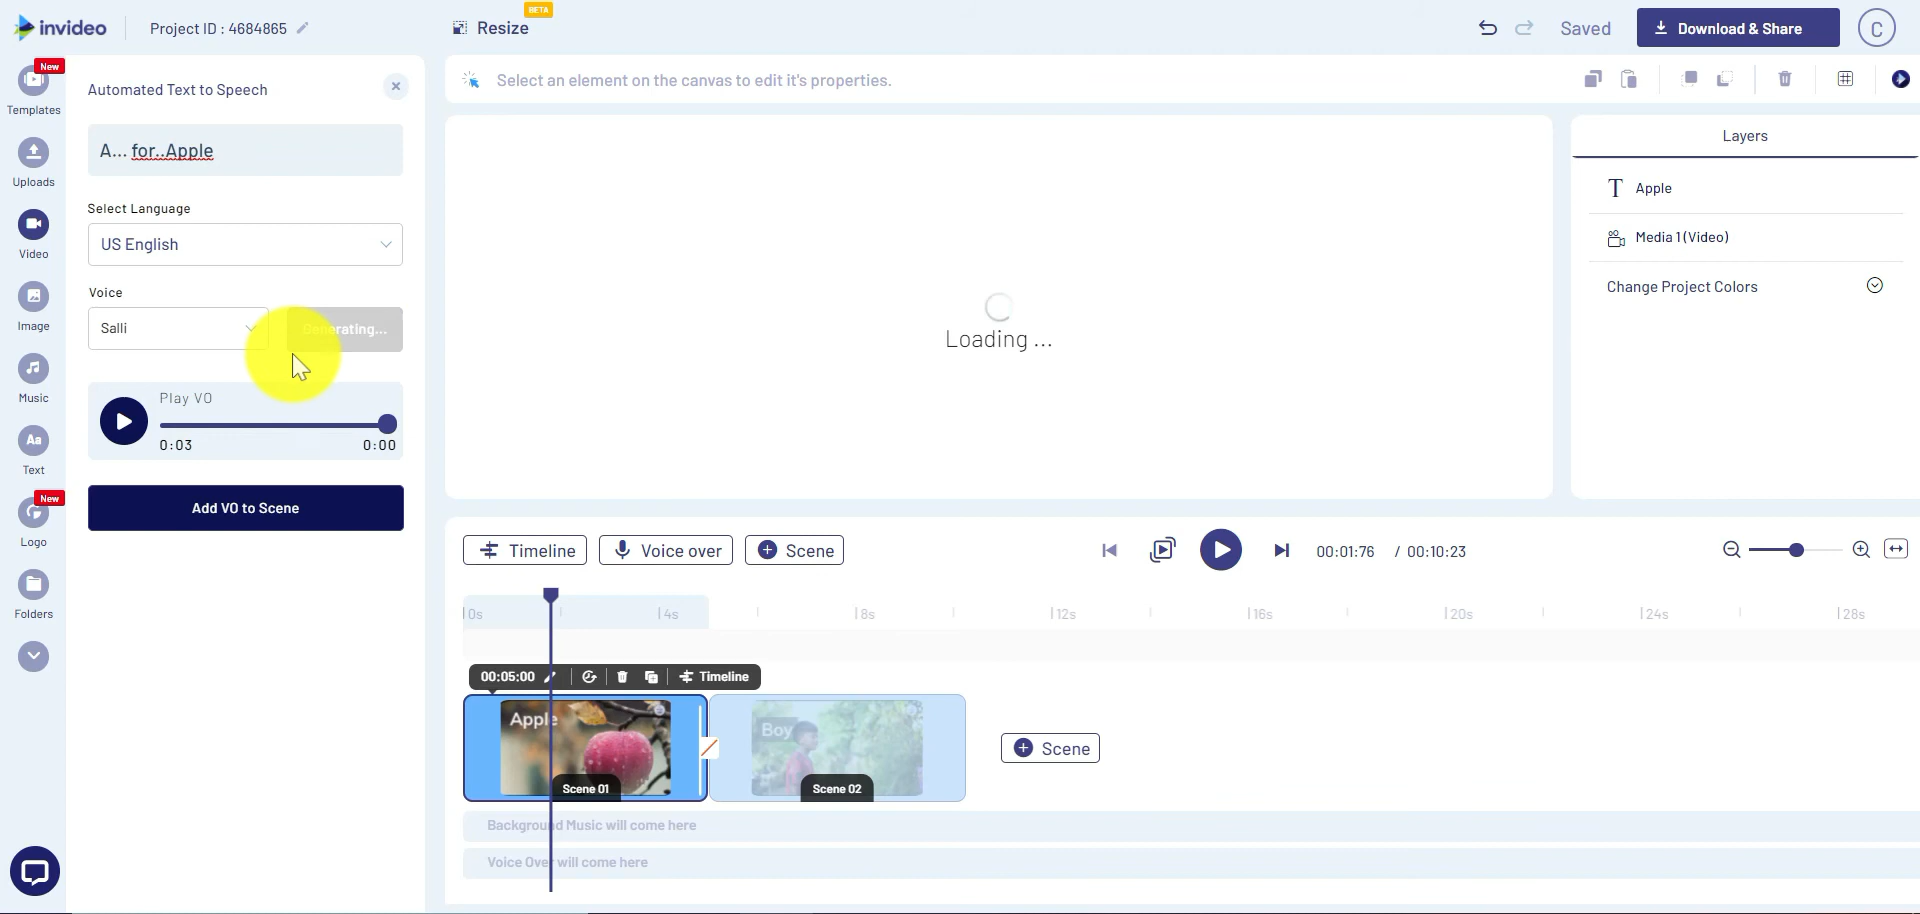 invideo
Project ID : 4684865
Resize
BETA
Saved
Download & Share
C
New
Templates
Uploads
Video
Image
Music
Aa
Text
New
Logo
Folders
Automated Text to Speech
A... for..Apple
Select Language
US English
Voice
Salli
Generating...
Play VO
0:03
0:00
Add VO to Scene
Select an element on the canvas to edit it's properties.
Loading ...
Layers
T Apple
Media 1 (Video)
Change Project Colors
Timeline
Voice over
Scene
00:01:76 / 00:10:23
0s
4s
8s
12s
16s
20s
24s
28s
00:05:00
Timeline
Apple
Scene 01
Boy
Scene 02
Scene
Background Music will come here
Voice Over will come here